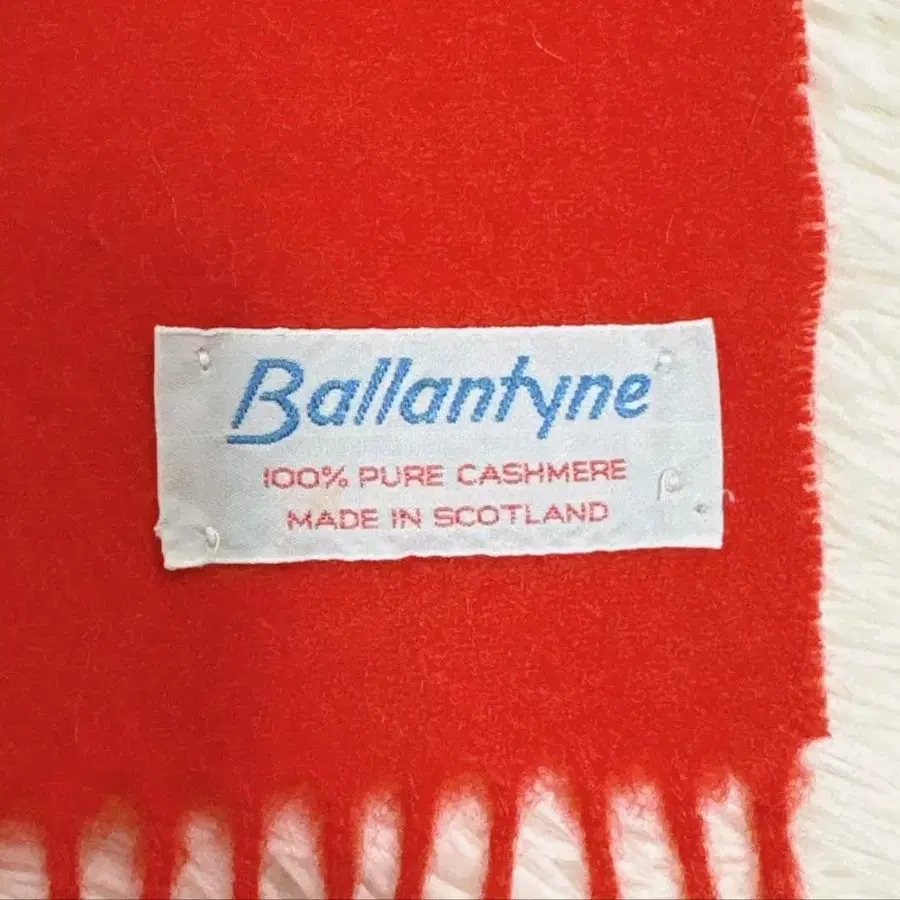 Ballantyne
100% PURE CASHMERE
MADE IN SCOTLAND